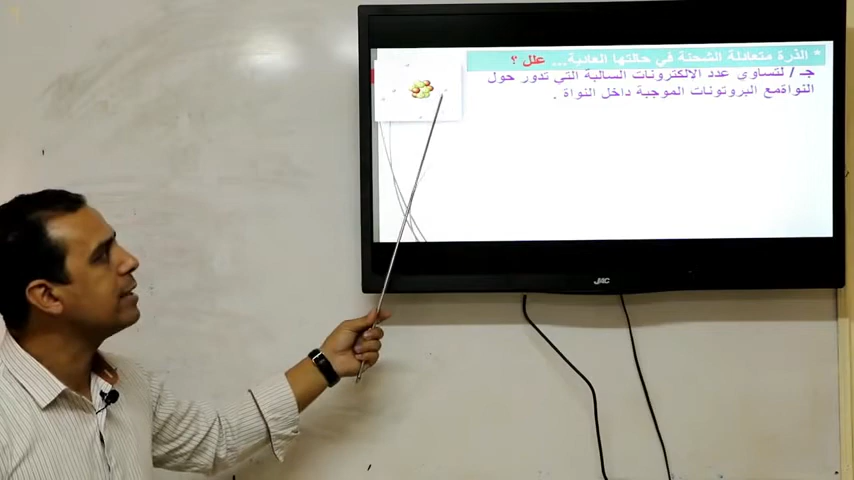 * الذرة متعادلة الشحنة في حالتها العادية... علل ؟
جـ / لتساوي عدد الالكترونات السالبة التي تدور حول
النواةمع البروتونات الموجبة داخل النواة .
JAC